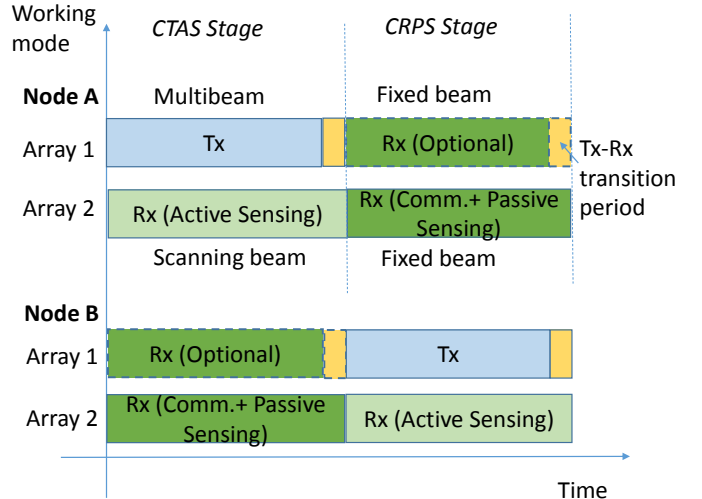 Working
mode
CTAS Stage
CRPS Stage
Node A
Multibeam
Fixed beam
Array 1
Tx
Rx (Optional)
Tx-Rx
transition
period
Array 2
Rx (Active Sensing)
Rx (Comm.+ Passive
Sensing)
Scanning beam
Fixed beam
Node B
Array 1
Rx (Optional)
Tx
Array 2
Rx (Comm.+ Passive
Sensing)
Rx (Active Sensing)
Time